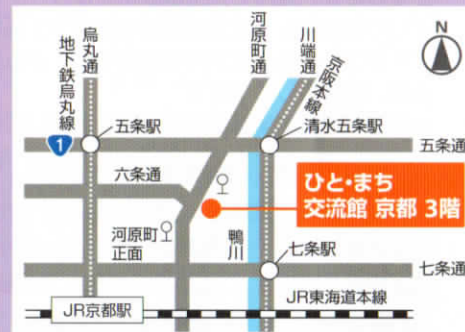 烏丸通
地下鉄烏丸線
河原町通
川端通
京阪本線
N
1
五条駅
清水五条駅
五条通
六条通
ひと・まち
交流館 京都 3階
河原町
正面
鴨川
七条駅
七条通
JR京都駅
JR東海道本線